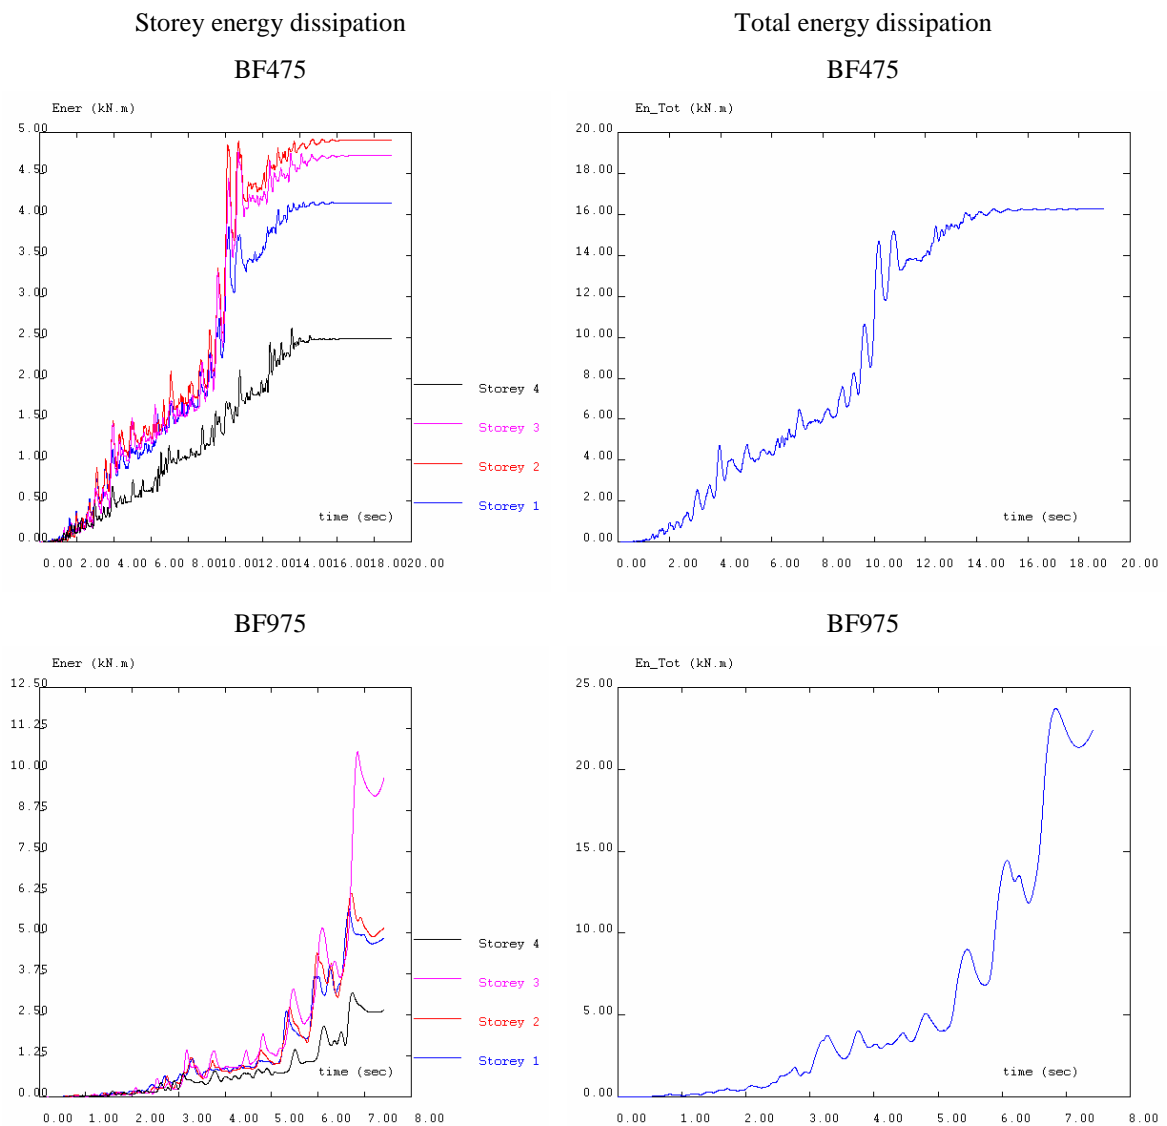 Storey energy dissipation
Total energy dissipation
BF475
BF475
Ener (kN.m)
5.00
4.50
4.00
3.50
3.00
2.50
2.00
1.50
1.00
0.50
0.00
Storey 4
Storey 3
Storey 2
Storey 1
time (sec)
0.00 2.00 4.00 6.00 8.00 10.0012.0014.0016.0018.0020.00
En_Tot (kN.m)
20.00
18.00
16.00
14.00
12.00
10.00
8.00
6.00
4.00
2.00
0.00
time (sec)
0.00 2.00 4.00 6.00 8.00 10.00 12.00 14.00 16.00 18.00 20.00
BF975
BF975
Ener (kN.m)
12.50
11.25
10.00
8.75
7.50
6.25
5.00
3.75
2.50
1.25
0.00
Storey 4
Storey 3
Storey 2
Storey 1
time (sec)
0.00 1.00 2.00 3.00 4.00 5.00 6.00 7.00 8.00
En_Tot (kN.m)
25.00
20.00
15.00
10.00
5.00
0.00
time (sec)
0.00 1.00 2.00 3.00 4.00 5.00 6.00 7.00 8.00